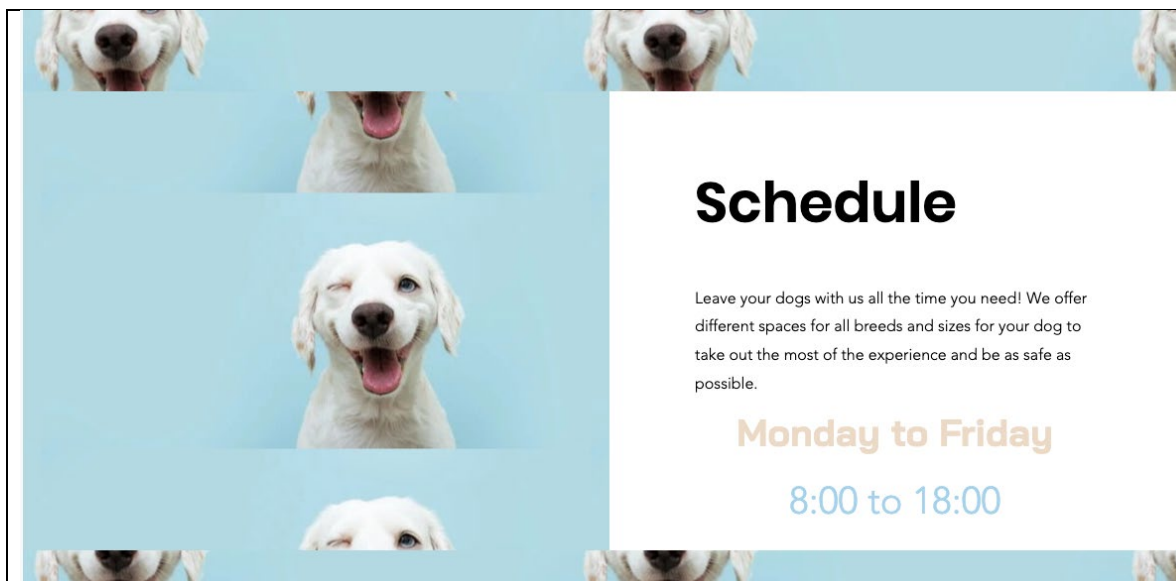 Schedule
Leave your dogs with us all the time you need! We offer
different spaces for all breeds and sizes for your dog to
take out the most of the experience and be as safe as
possible.
Monday to Friday
8:00 to 18:00